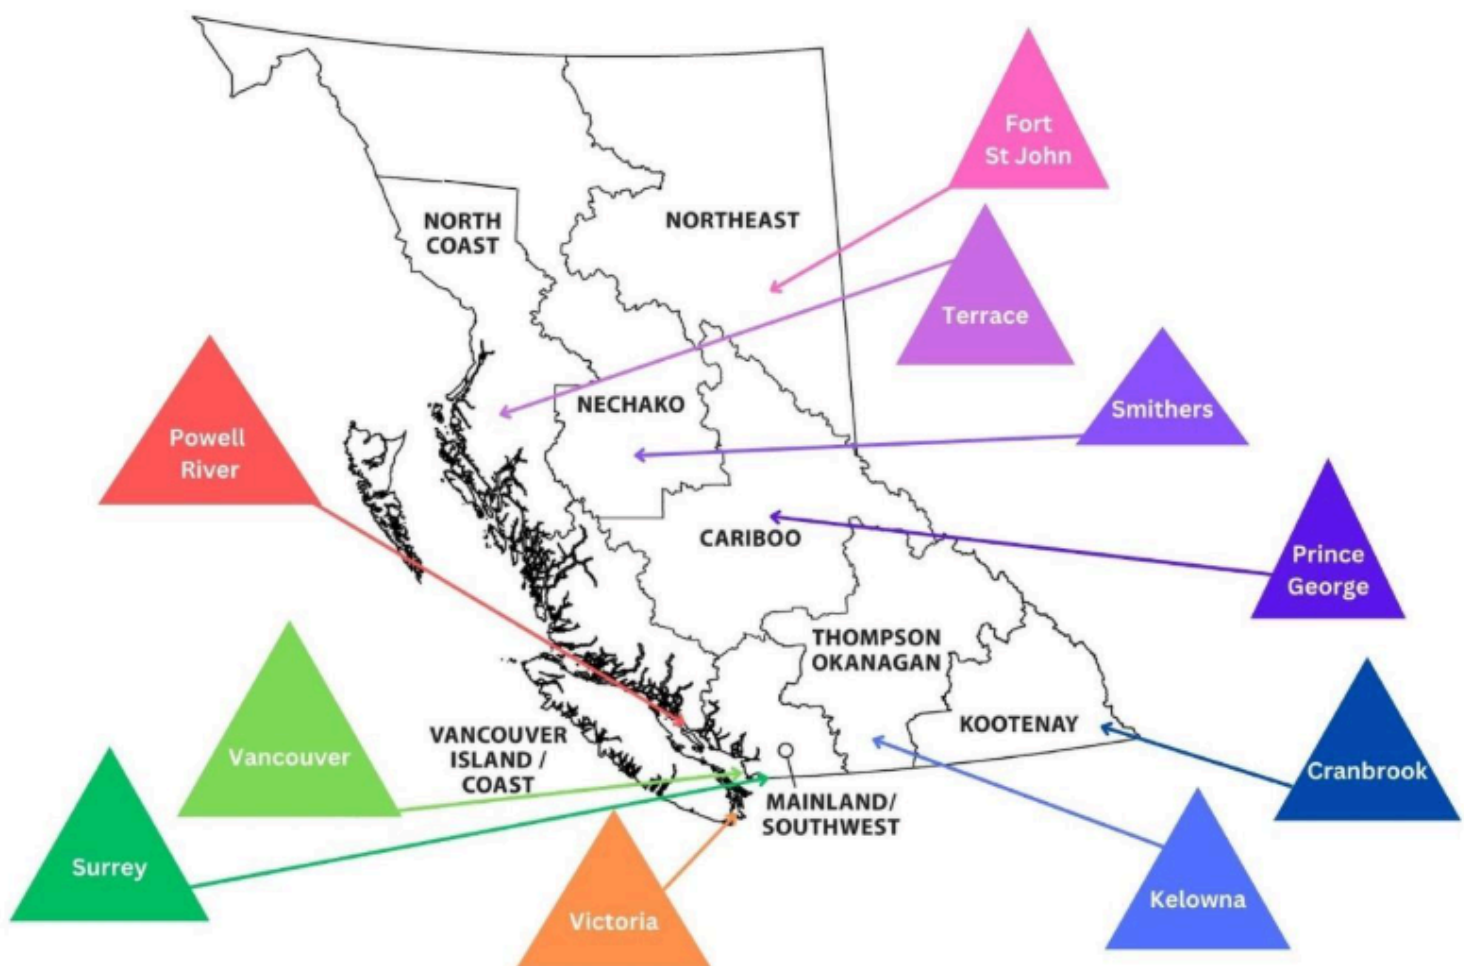 Fort
St John
NORTH
COAST
NORTHEAST
Terrace
NECHAKO
Smithers
Powell
River
CARIBOO
Prince
George
THOMPSON
OKANAGAN
KOOTENAY
VANCOUVER
ISLAND /
COAST
Vancouver
Cranbrook
MAINLAND/
SOUTHWEST
Surrey
Victoria
Kelowna